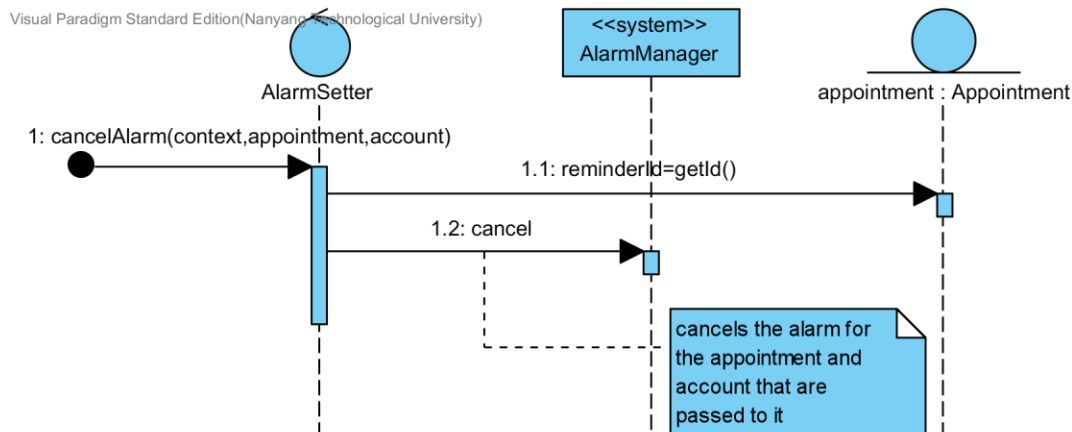 Visual Paradigm Standard Edition(Nanyang Technological University)
<<system>>
AlarmManager
AlarmSetter
appointment : Appointment
1: cancelAlarm(context,appointment,account)
1.1: reminderId=getId()
1.2: cancel
cancels the alarm for
the appointment and
account that are
passed to it